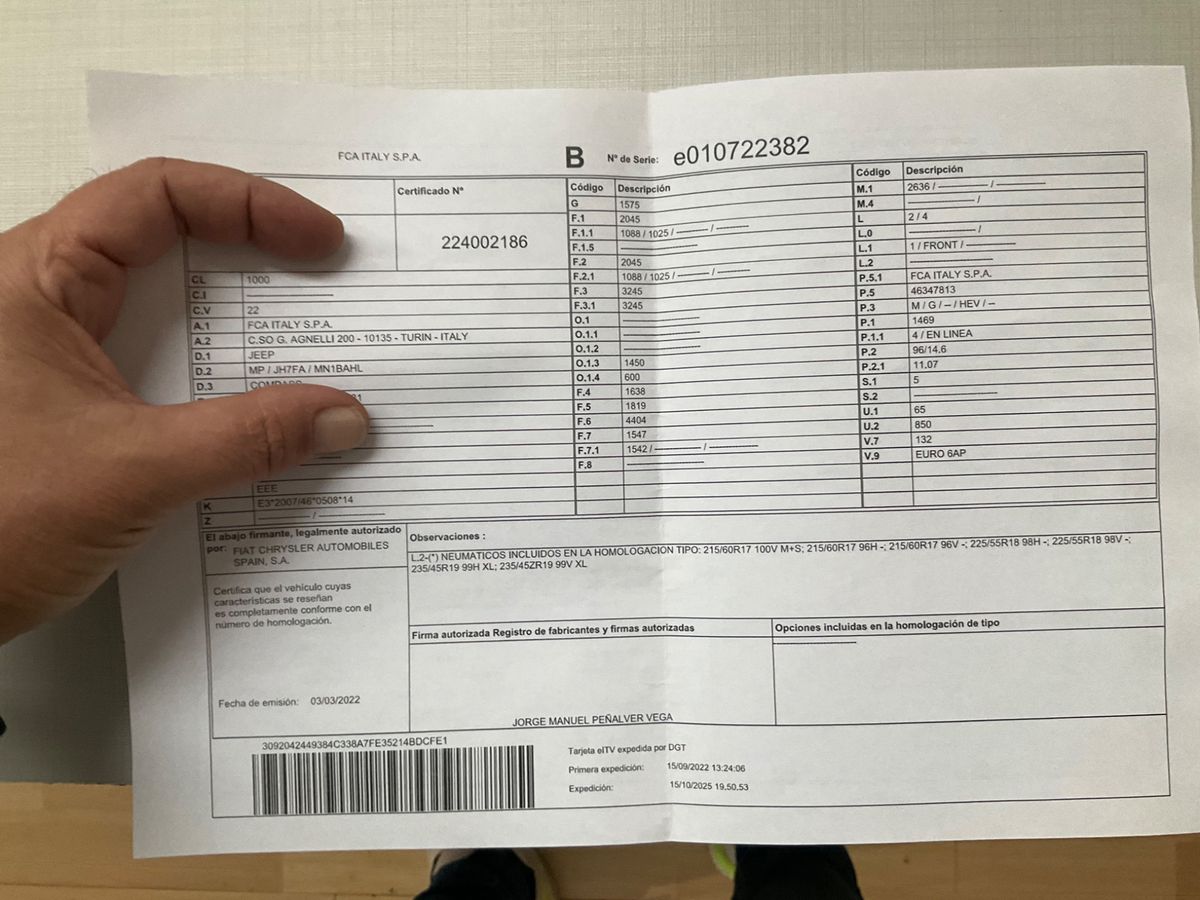 FCA ITALY S.P.A.
B Nº de Serie: e010722382
Certificado Nº
224002186
CL 1000
C.I ----------
C.V 22
A.1 FCA ITALY S.P.A.
A.2 C.SO G. AGNELLI 200 - 10135 - TURIN - ITALY
D.1 JEEP
D.2 MP / JH7FA / MN1BAHL
D.3 COMPASS
EEE
K E3*2007/46*0508*14
Z ---------- / ----------
Código Descripción
G 1575
F.1 2045
F.1.1 1088 / 1025 / ---------- / ----------
F.1.5 ----------
F.2 2045
F.2.1 1088 / 1025 / ---------- / ----------
F.3 3245
F.3.1 3245
O.1 ----------
O.1.1 ----------
O.1.2 ----------
O.1.3 1450
O.1.4 600
F.4 1638
F.5 1819
F.6 4404
F.7 1547
F.7.1 1542 / ---------- / ----------
F.8 ----------
Código Descripción
M.1 2636 / ---------- / ----------
M.4 ---------- /
L 2 / 4
L.0 ---------- /
L.1 1 / FRONT / ----------
L.2 ----------
P.5.1 FCA ITALY S.P.A.
P.5 46347813
P.3 M / G / -- / HEV / --
P.1 1469
P.1.1 4 / EN LINEA
P.2 96/14,6
P.2.1 11.07
S.1 5
S.2 ----------
U.1 65
U.2 850
V.7 132
V.9 EURO 6AP
El abajo firmante, legalmente autorizado
por: FIAT CHRYSLER AUTOMOBILES
SPAIN, S.A.
Certifica que el vehículo cuyas
características se reseñan
es completamente conforme con el
número de homologación.
Fecha de emisión: 03/03/2022
Observaciones :
L.2-(*) NEUMATICOS INCLUIDOS EN LA HOMOLOGACION TIPO: 215/60R17 100V M+S; 215/60R17 96H -; 215/60R17 96V -; 225/55R18 98H -; 225/55R18 98V -;
235/45R19 99H XL; 235/45ZR19 99V XL
Firma autorizada Registro de fabricantes y firmas autorizadas
JORGE MANUEL PEÑALVER VEGA
Opciones incluidas en la homologación de tipo
----------
3092042449384C338A7FE35214BDCFE1
Tarjeta eITV expedida por DGT
Primera expedición: 15/09/2022 13:24:06
Expedición: 15/10/2025 19.50.53